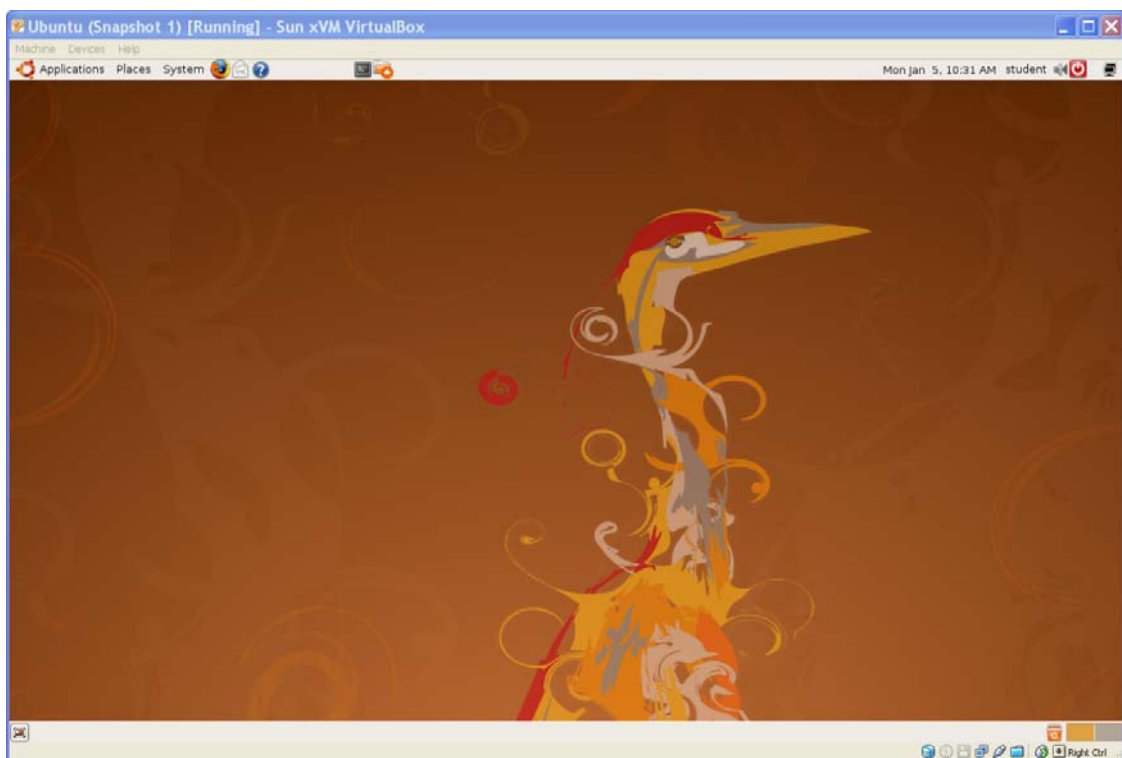 Ubuntu (Snapshot 1) [Running] - Sun xVM VirtualBox
Machine Devices Help
Applications Places System Mon Jan 5, 10:31 AM student
Right Ctrl